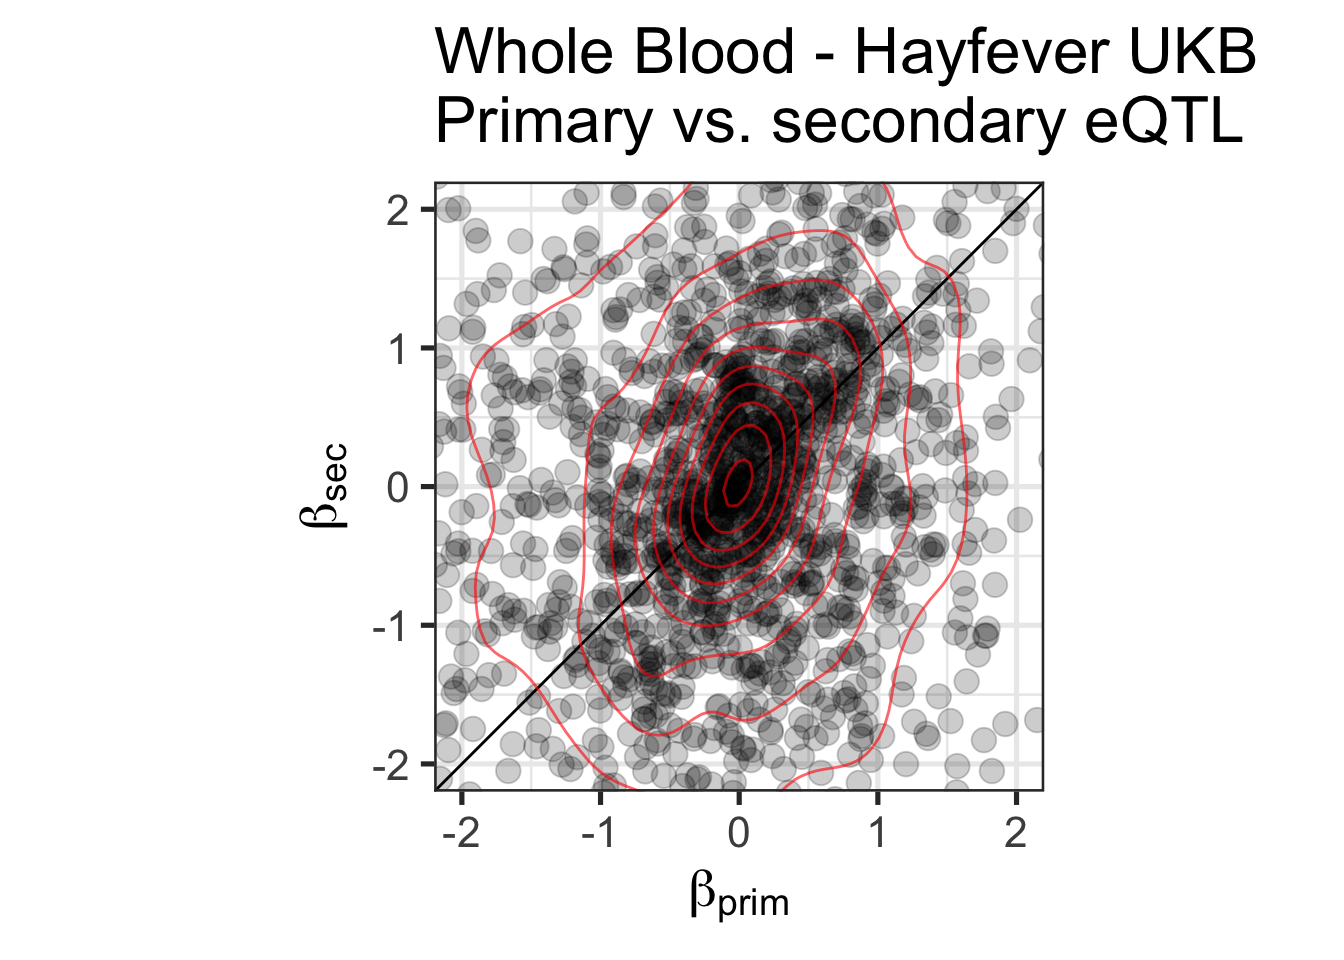 Whole Blood - Hayfever UKB
Primary vs. secondary eQTL
2
1
0
-1
-2
βsec
-2 -1 0 1 2
βprim